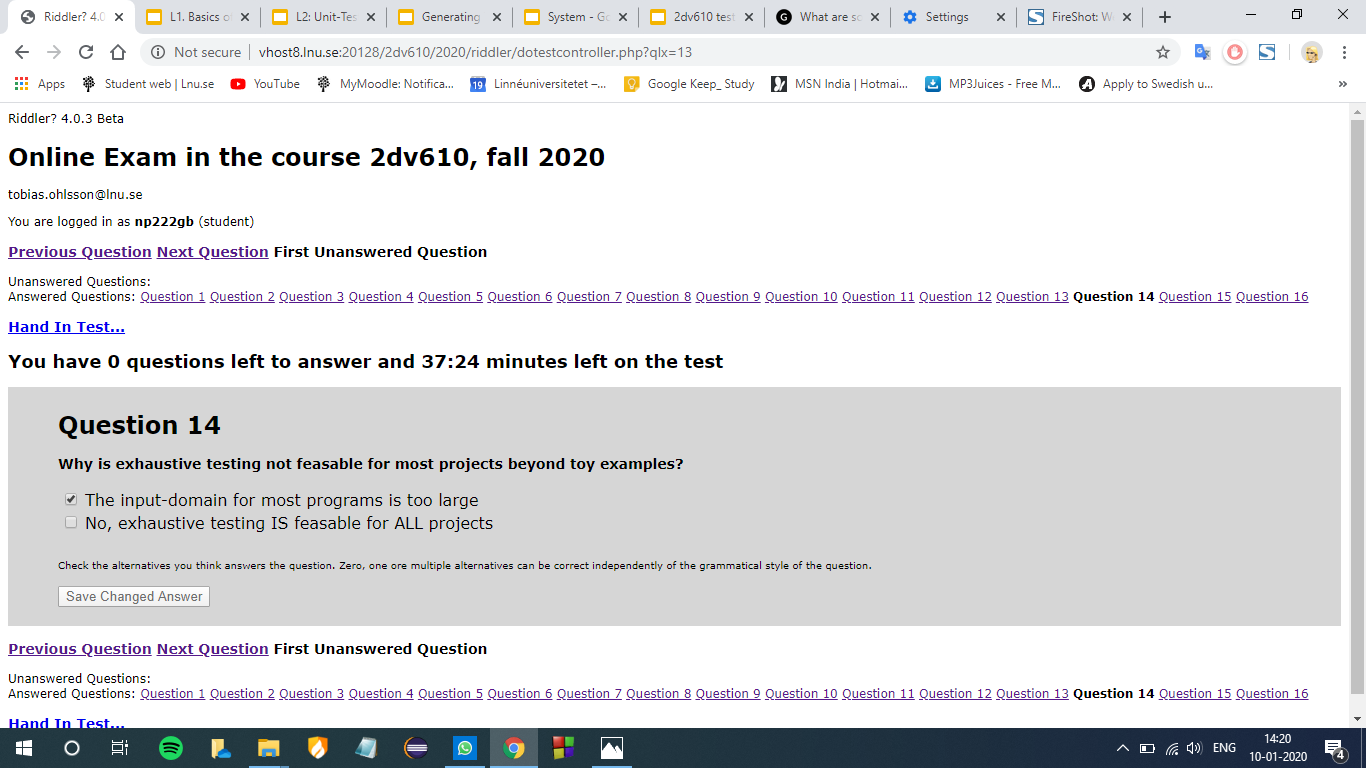 Riddler? 4.0
L1. Basics o
L2: Unit-Tes
Generating
System - Go
2dv610 test
What are so
Settings
FireShot: W
Not secure | vhost8.lnu.se:20128/2dv610/2020/riddler/dotestcontroller.php?qlx=13
Apps Student web | Lnu.se YouTube MyMoodle: Notifica... 19 Linnéuniversitetet –... Google Keep_ Study MSN India | Hotmai... MP3Juices - Free M... Apply to Swedish u... »
Riddler? 4.0.3 Beta
Online Exam in the course 2dv610, fall 2020
tobias.ohlsson@lnu.se
You are logged in as np222gb (student)
Previous Question Next Question First Unanswered Question
Unanswered Questions:
Answered Questions: Question 1 Question 2 Question 3 Question 4 Question 5 Question 6 Question 7 Question 8 Question 9 Question 10 Question 11 Question 12 Question 13 Question 14 Question 15 Question 16
Hand In Test...
You have 0 questions left to answer and 37:24 minutes left on the test
Question 14
Why is exhaustive testing not feasable for most projects beyond toy examples?
The input-domain for most programs is too large
No, exhaustive testing IS feasable for ALL projects
Check the alternatives you think answers the question. Zero, one ore multiple alternatives can be correct independently of the grammatical style of the question.
Save Changed Answer
Previous Question Next Question First Unanswered Question
Unanswered Questions:
Answered Questions: Question 1 Question 2 Question 3 Question 4 Question 5 Question 6 Question 7 Question 8 Question 9 Question 10 Question 11 Question 12 Question 13 Question 14 Question 15 Question 16
Hand In Test...
ENG
14:20
10-01-2020
4